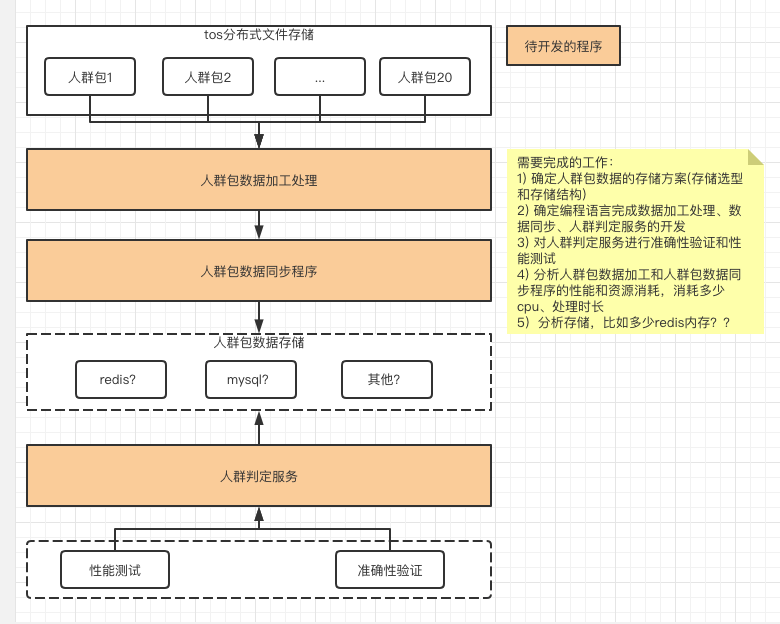 tos分布式文件存储
人群包1
人群包2
...
人群包20
待开发的程序
人群包数据加工处理
需要完成的工作：
1) 确定人群包数据的存储方案(存储选型
和存储结构)
2) 确定编程语言完成数据加工处理、数
据同步、人群判定服务的开发
3) 对人群判定服务进行准确性验证和性
能测试
4) 分析人群包数据加工和人群包数据同
步程序的性能和资源消耗，消耗多少
cpu、处理时长
5)  分析存储，比如多少redis内存？？
人群包数据同步程序
人群包数据存储
redis?
mysql?
其他?
人群判定服务
性能测试
准确性验证